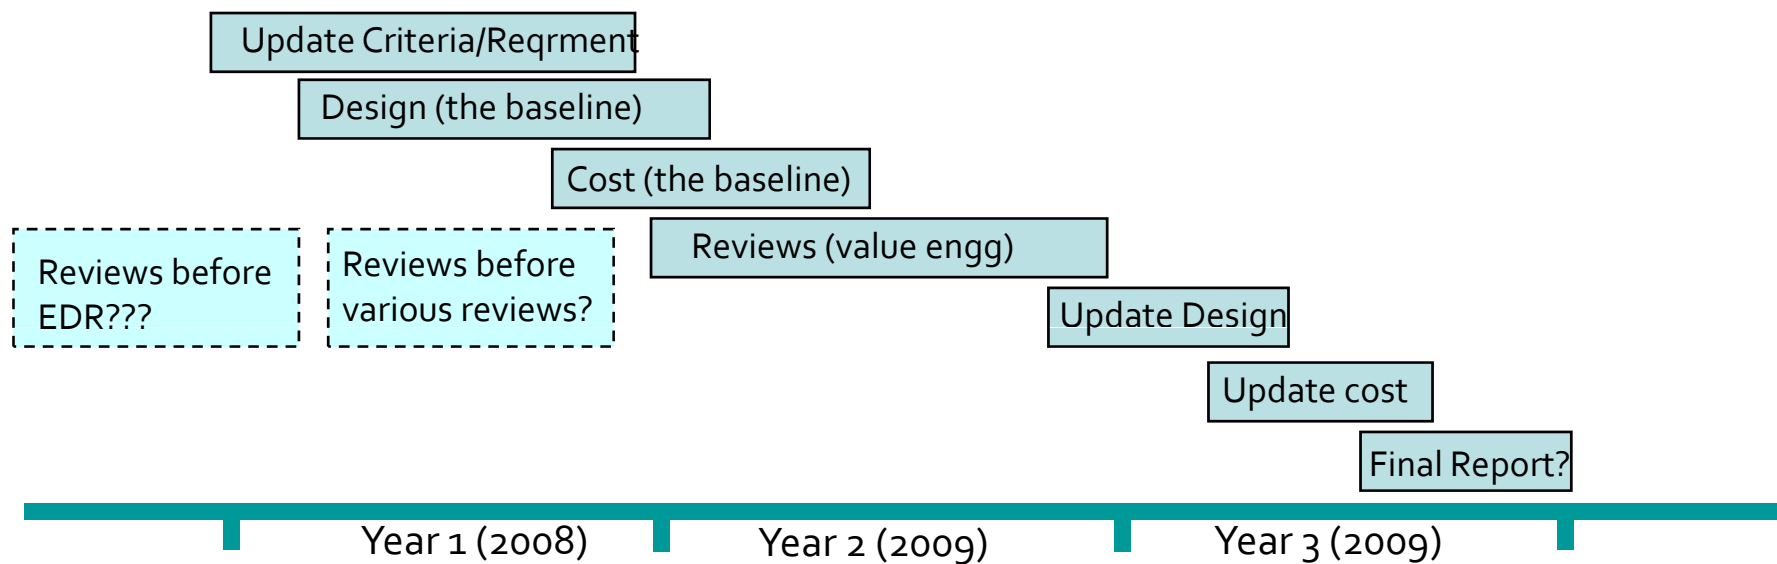 Update Criteria/Reqrment
Design (the baseline)
Cost (the baseline)
Reviews (value engg)
Reviews before
EDR???
Reviews before
various reviews?
Update Design
Update cost
Final Report?
Year 1 (2008)
Year 2 (2009)
Year 3 (2009)